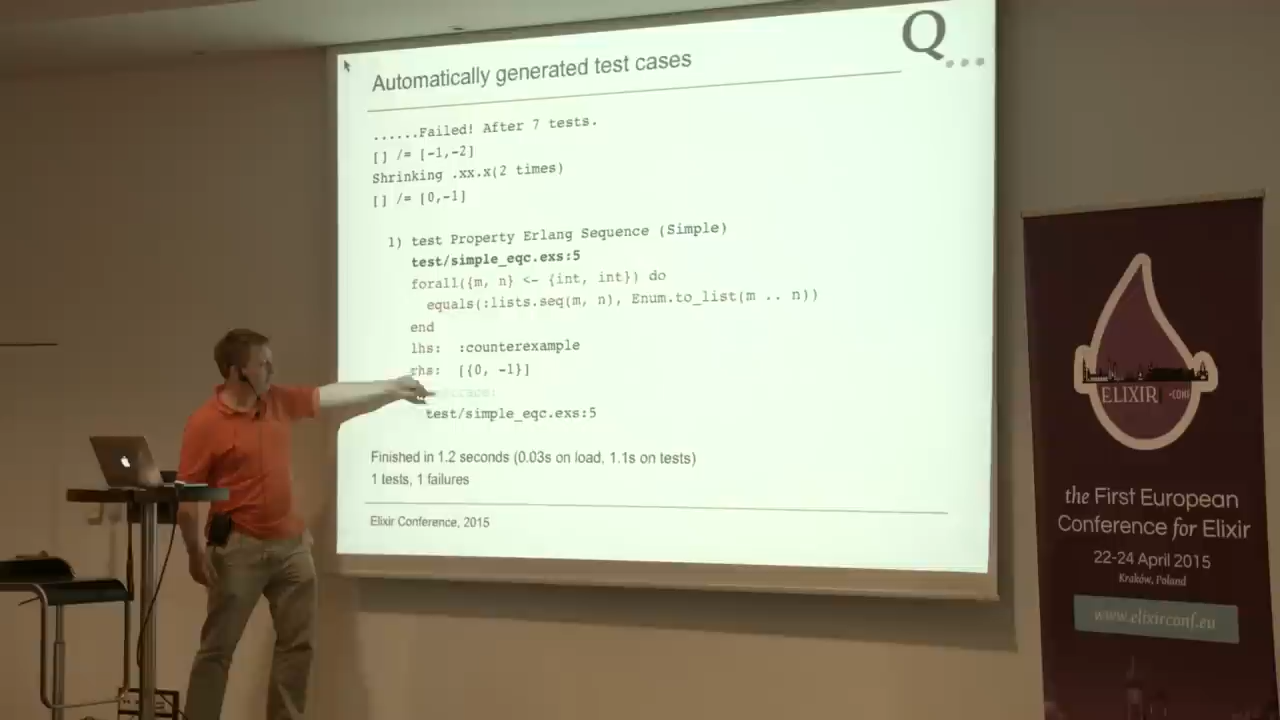 Q...
Automatically generated test cases
......Failed! After 7 tests.
[] /= [-1,-2]
Shrinking .xx.x(2 times)
[] /= [0,-1]
1) test Property Erlang Sequence (Simple)
test/simple_eqc.exs:5
forall({m, n} <- {int, int}) do
equals(:lists.seq(m, n), Enum.to_list(m .. n))
end
lhs: :counterexample
rhs: [{0, -1}]
test/simple_eqc.exs:5
Finished in 1.2 seconds (0.03s on load, 1.1s on tests)
1 tests, 1 failures
Elixir Conference, 2015
ELIXIR -CONF
the First European
Conference for Elixir
22-24 April 2015
Kraków, Poland
www.elixirconf.eu